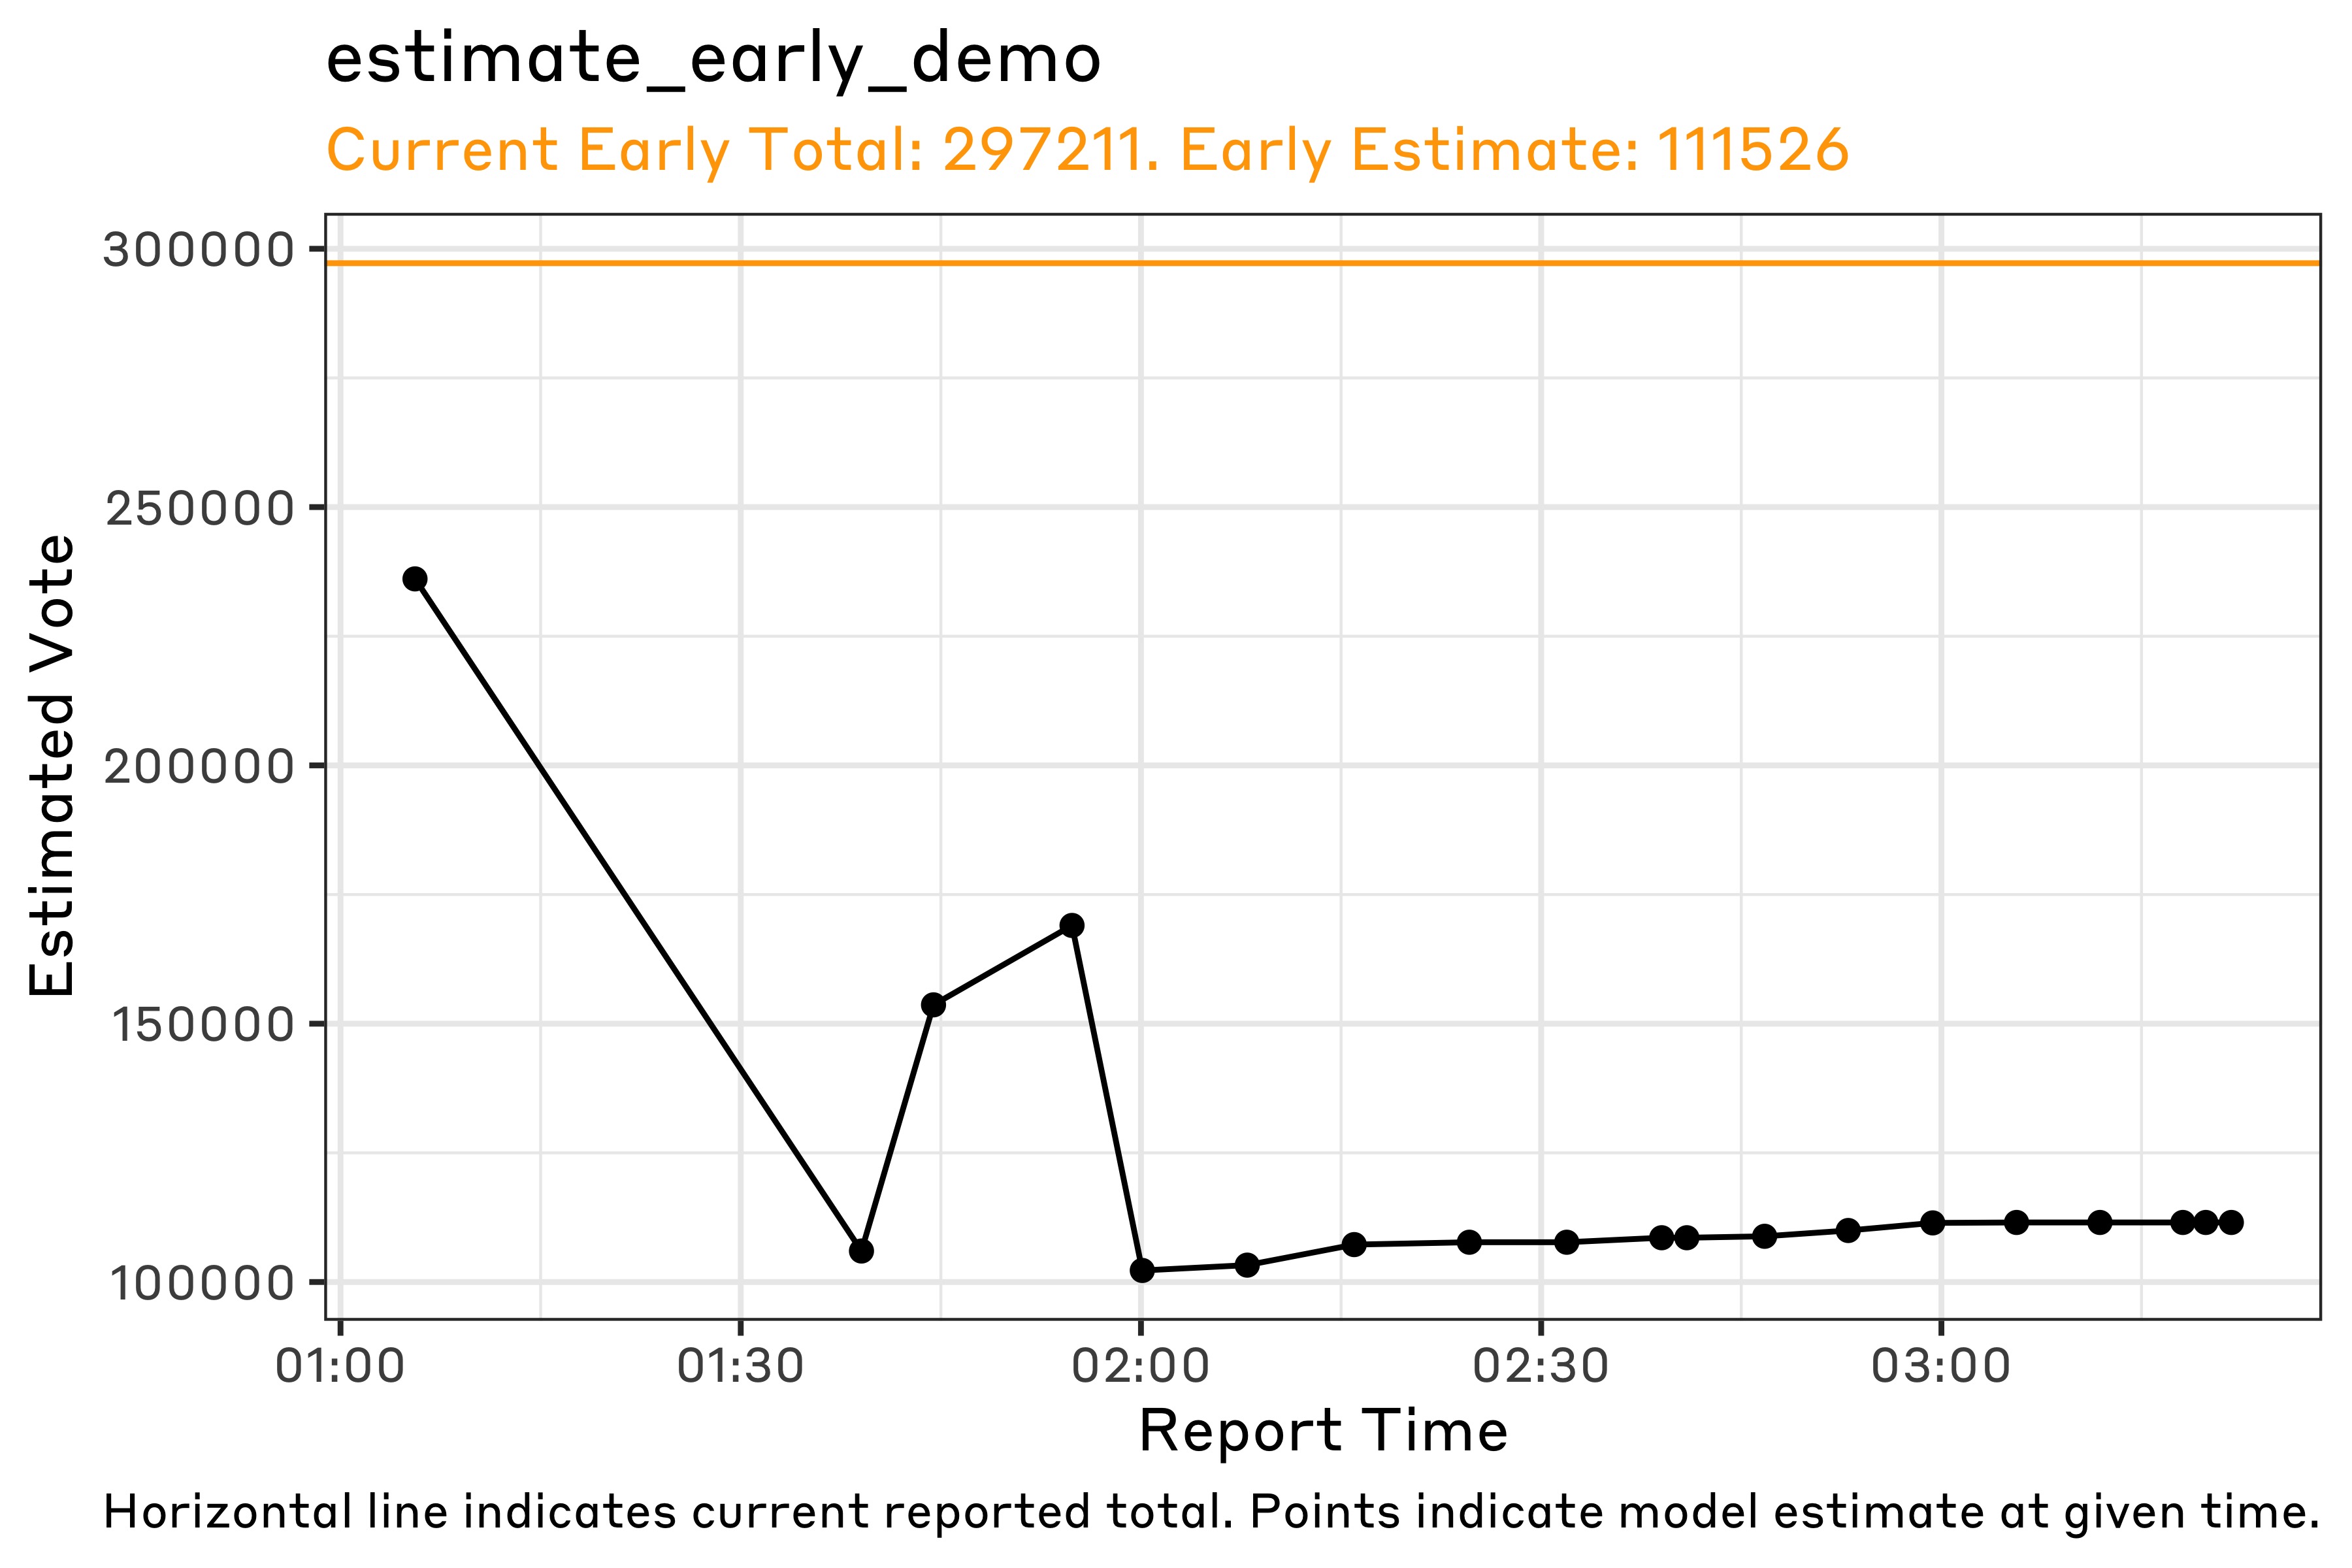 estimate_early_demo
Current Early Total: 297211. Early Estimate: 111526
300000
250000
200000
150000
100000
Estimated Vote
01:00 01:30 02:00 02:30 03:00
Report Time
Horizontal line indicates current reported total. Points indicate model estimate at given time.